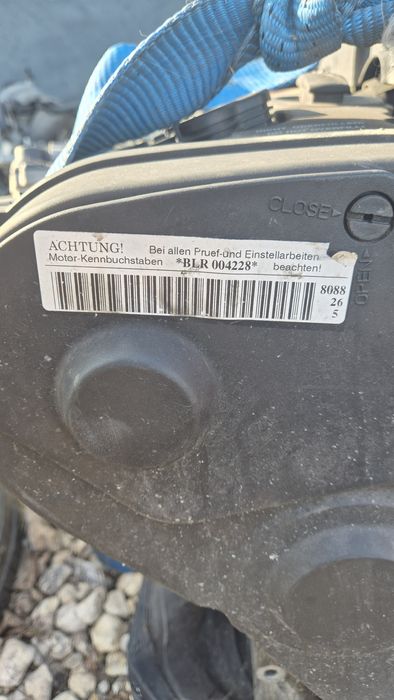 CLOSE
ACHTUNG! Bei allen Pruef-und Einstellarbeiten
Motor-Kennbuchstaben *BLR 004228* beachten!
8088
26
5
OPEN